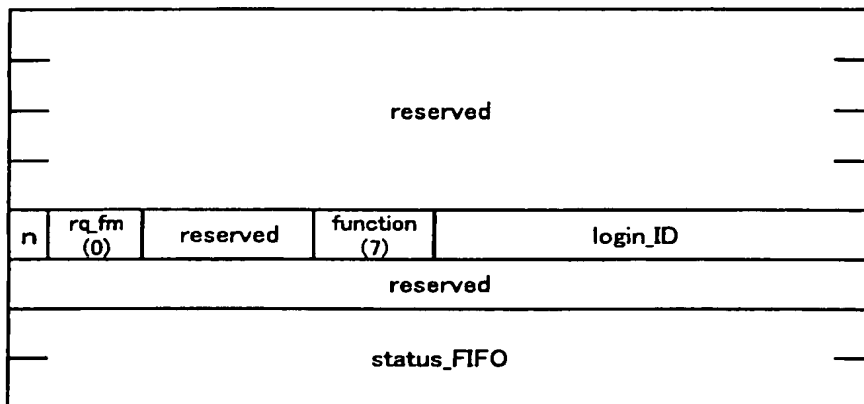 reserved
n
rq_fm
(0)
reserved
function
(7)
login_ID
reserved
status_FIFO